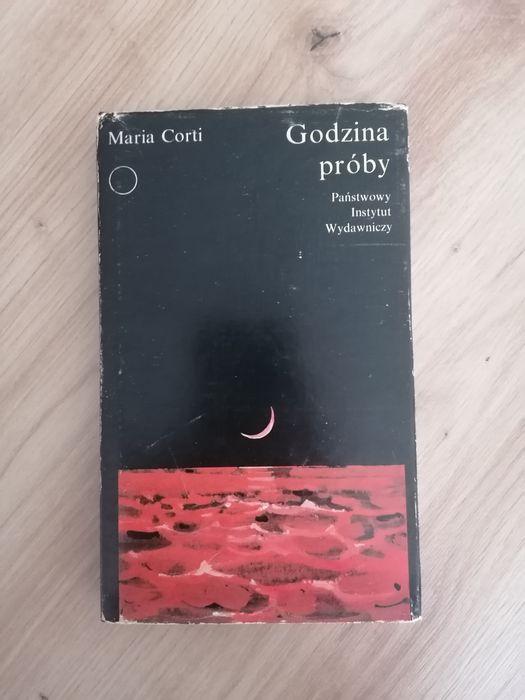 Maria Corti
Godzina
próby
Państwowy
Instytut
Wydawniczy